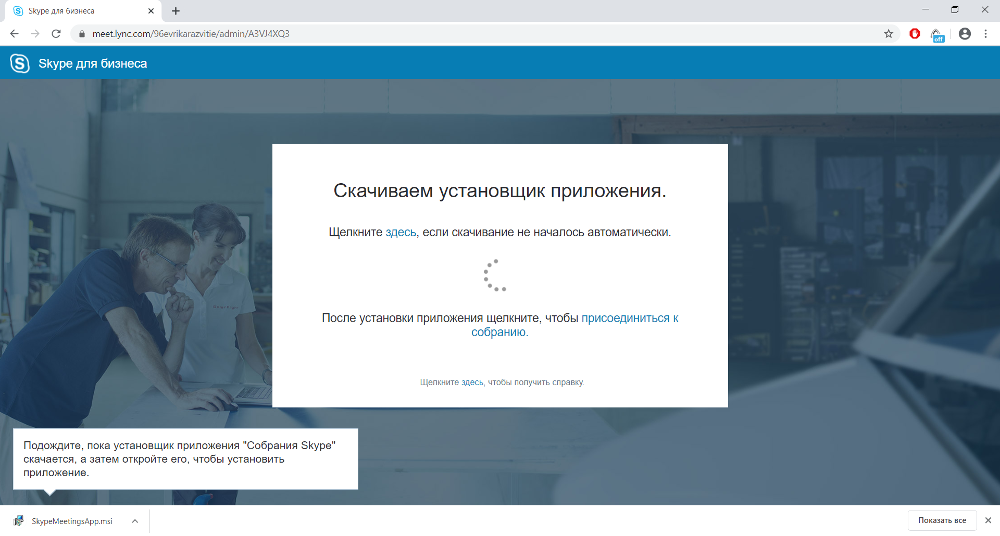 Skype для бизнеса
meet.lync.com/96evrikarazvitie/admin/A3VJ4XQ3
off
Skype для бизнеса
Скачиваем установщик приложения.
Щелкните здесь, если скачивание не началось автоматически.
После установки приложения щелкните, чтобы присоединиться к
собранию.
Щелкните здесь, чтобы получить справку.
Подождите, пока установщик приложения "Собрания Skype"
скачается, а затем откройте его, чтобы установить
приложение.
SkypeMeetingsApp.msi
Показать все